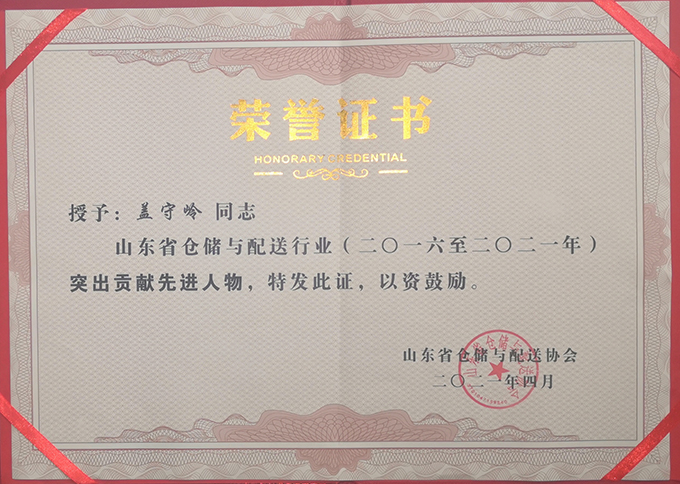 荣誉证书
HONORARY CREDENTIAL
授予：盖守岭 同志
山东省仓储与配送行业（二〇一六至二〇二一年）
突出贡献先进人物，特发此证，以资鼓励。
山东省仓储与配送协会
二〇二一年四月